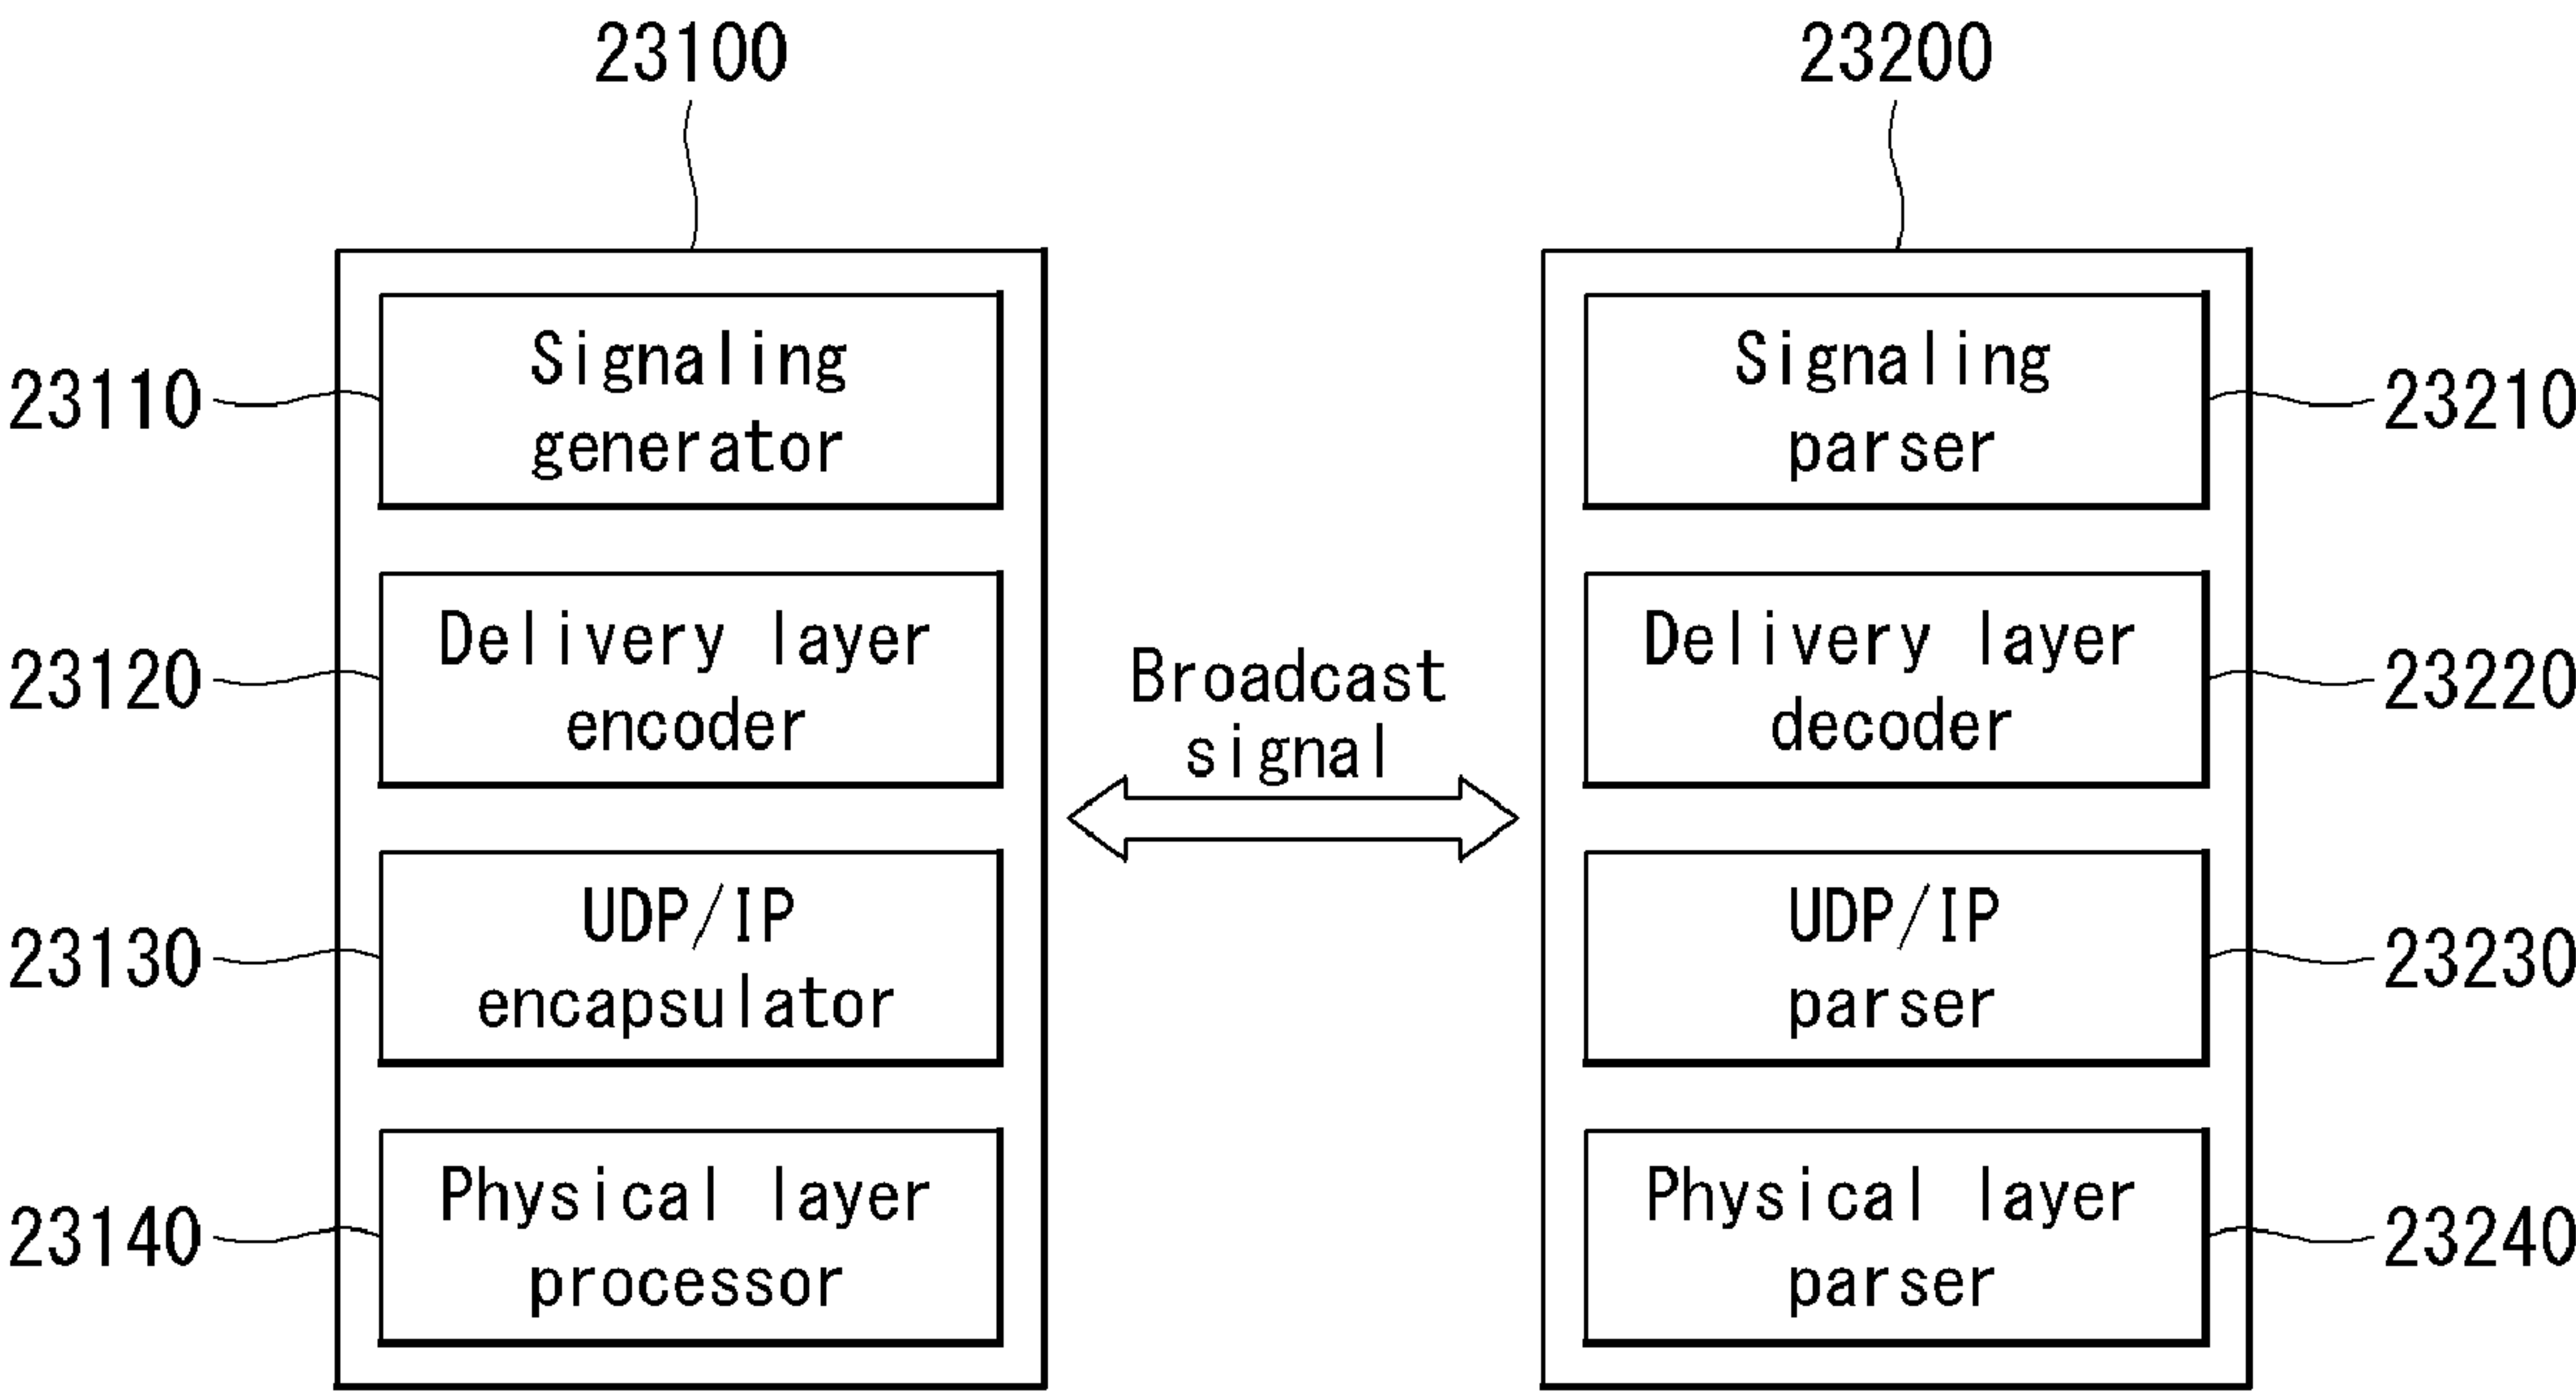 23100
23110
Signaling
generator
23120
Delivery layer
encoder
23130
UDP/IP
encapsulator
23140
Physical layer
processor
Broadcast
signal
23200
Signaling
parser
23210
Delivery layer
decoder
23220
UDP/IP
parser
23230
Physical layer
parser
23240